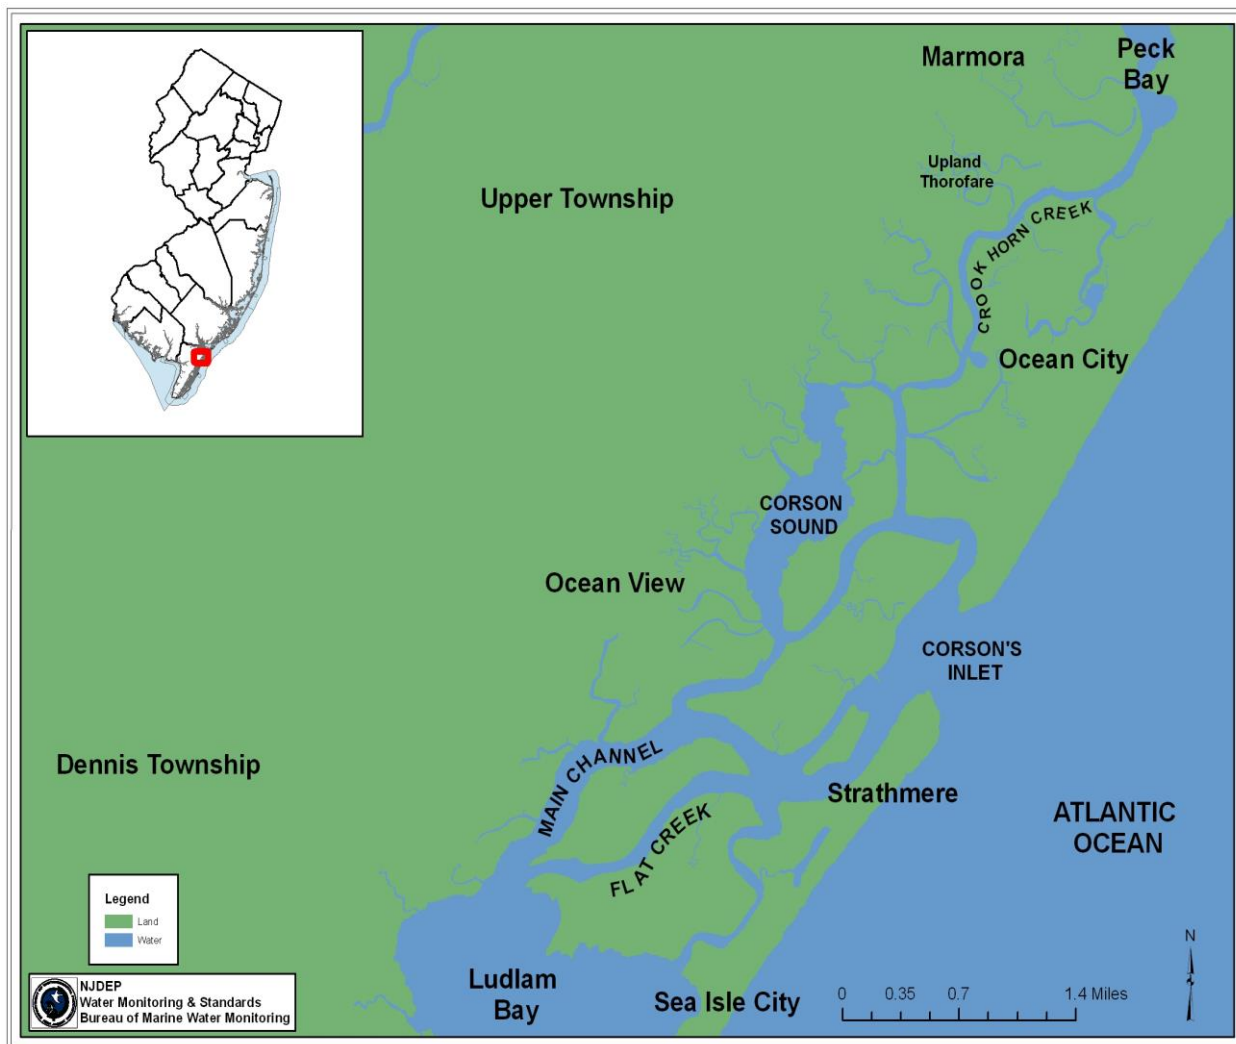 Marmora
Peck
Bay
Upland
Thorofare
Upper Township
CROOK HORN CREEK
Ocean City
CORSON
SOUND
Ocean View
CORSON'S
INLET
MAIN CHANNEL
Dennis Township
Strathmere
FLAT CREEK
ATLANTIC
OCEAN
Legend
Land
Water
N
Ludlam
Bay
Sea Isle City
0 0.35 0.7 1.4 Miles
NJDEP
Water Monitoring & Standards
Bureau of Marine Water Monitoring